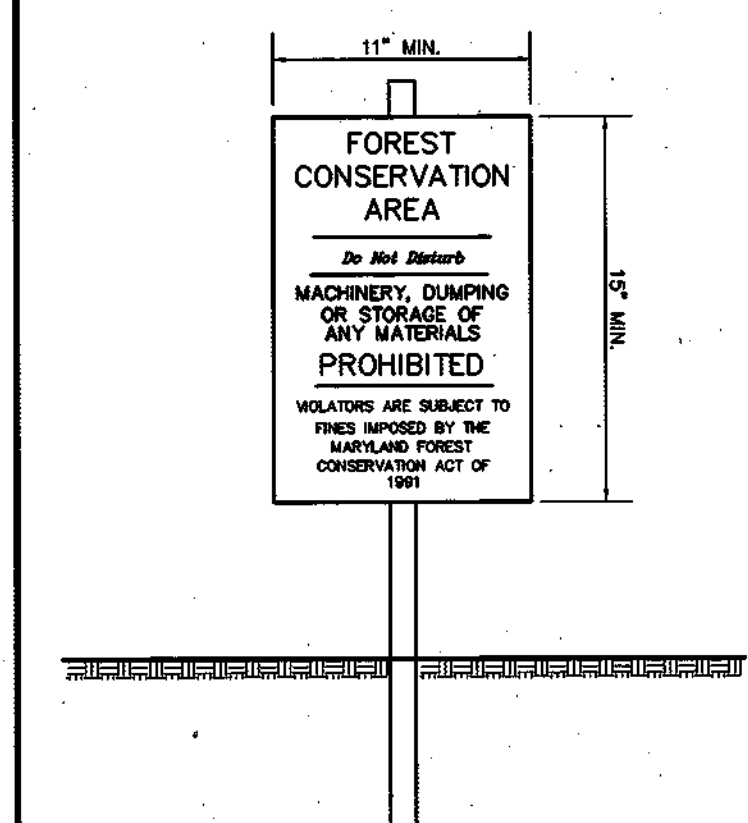 11" MIN.
FOREST
CONSERVATION
AREA
Do Not Disturb
MACHINERY, DUMPING
OR STORAGE OF
ANY MATERIALS
PROHIBITED
VIOLATORS ARE SUBJECT TO
FINES IMPOSED BY THE
MARYLAND FOREST
CONSERVATION ACT OF
1991
15" MIN.